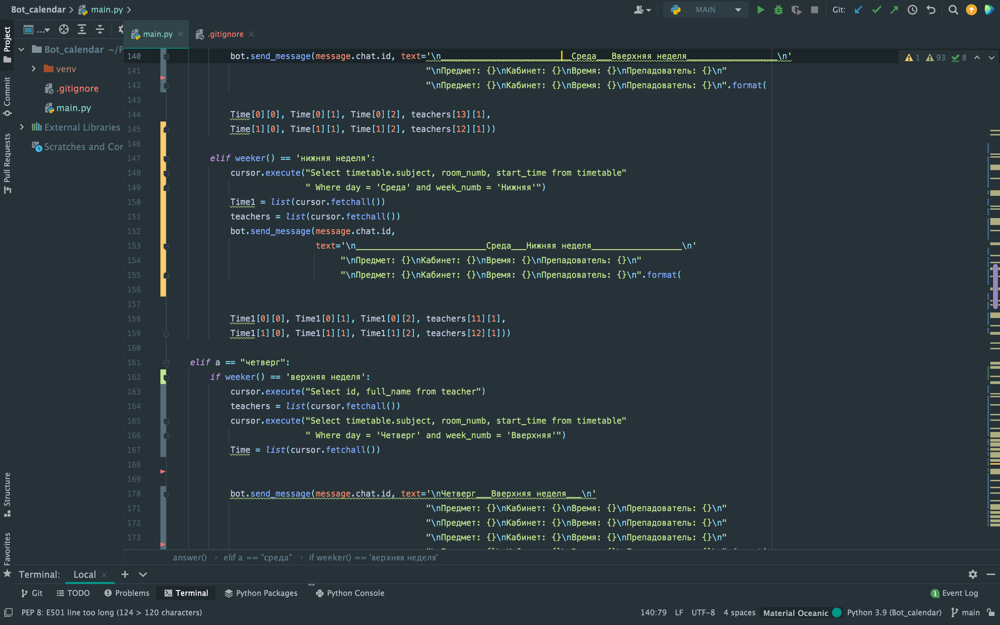 Bot_calendar
main.py
MAIN
Git:
Project
...
main.py
.gitignore
Bot_calendar ~/P
venv
.gitignore
main.py
External Libraries
Scratches and Cor
Commit
Pull Requests
Structure
Favorites
1 93 8
140 bot.send_message(message.chat.id, text='\n__________________________Среда___Вверхняя неделя__________________\n'
141 "\nПредмет: {}\nКабинет: {}\nВремя: {}\nПрепадователь: {}\n"
142 "\nПредмет: {}\nКабинет: {}\nВремя: {}\nПрепадователь: {}\n".format(
143
144 Time[0][0], Time[0][1], Time[0][2], teachers[13][1],
145 Time[1][0], Time[1][1], Time[1][2], teachers[12][1]))
146
147 elif weeker() == 'нижняя неделя':
148 cursor.execute("Select timetable.subject, room_numb, start_time from timetable"
149 " Where day = 'Среда' and week_numb = 'Нижняя'")
150 Time1 = list(cursor.fetchall())
151 teachers = list(cursor.fetchall())
152 bot.send_message(message.chat.id,
153 text='\n__________________________Среда___Нижняя неделя__________________\n'
154 "\nПредмет: {}\nКабинет: {}\nВремя: {}\nПрепадователь: {}\n"
155 "\nПредмет: {}\nКабинет: {}\nВремя: {}\nПрепадователь: {}\n".format(
156
157
158 Time1[0][0], Time1[0][1], Time1[0][2], teachers[11][1],
159 Time1[1][0], Time1[1][1], Time1[1][2], teachers[12][1]))
160
161 elif a == "четверг":
162 if weeker() == 'верхняя неделя':
163 cursor.execute("Select id, full_name from teacher")
164 teachers = list(cursor.fetchall())
165 cursor.execute("Select timetable.subject, room_numb, start_time from timetable"
166 " Where day = 'Четверг' and week_numb = 'Вверхняя'")
167 Time = list(cursor.fetchall())
168
169
170 bot.send_message(message.chat.id, text='\nЧетверг___Вверхняя неделя___\n'
171 "\nПредмет: {}\nКабинет: {}\nВремя: {}\nПрепадователь: {}\n"
172 "\nПредмет: {}\nКабинет: {}\nВремя: {}\nПрепадователь: {}\n"
173 "\nПредмет: {}\nКабинет: {}\nВремя: {}\nПрепадователь: {}\n"
answer() › elif a == "среда" › if weeker() == 'верхняя неделя'
Terminal: Local
Git TODO Problems Terminal Python Packages Python Console 1 Event Log
PEP 8: E501 line too long (124 > 120 characters) 140:79 LF UTF-8 4 spaces Material Oceanic Python 3.9 (Bot_calendar) main